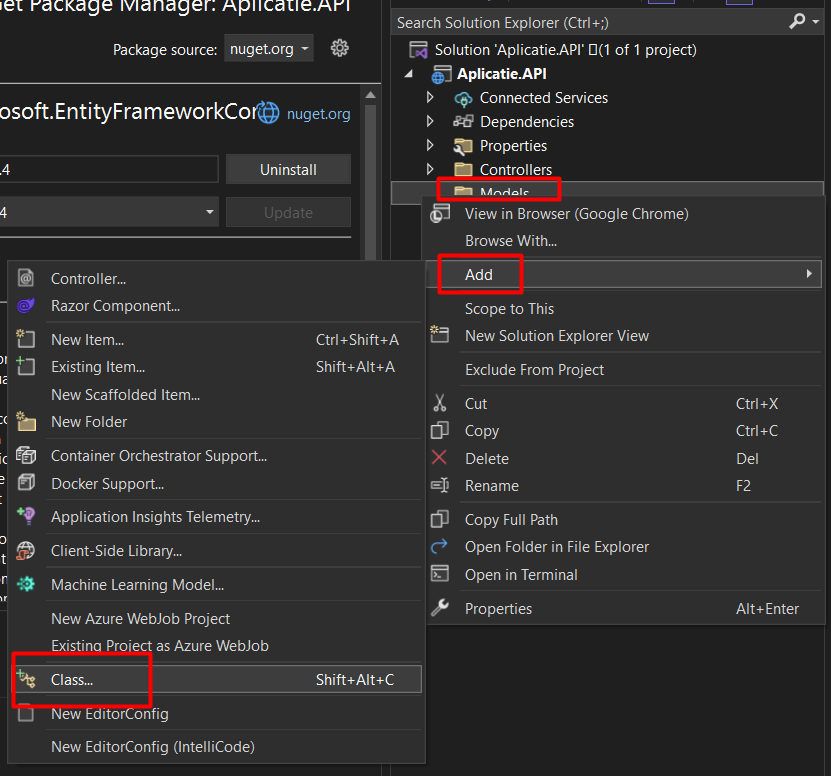 Package Manager: Aplicatie.API
Package source: nuget.org
nuget.org
.4
Uninstall
4
Update
Search Solution Explorer (Ctrl+;)
Solution 'Aplicatie.API' (1 of 1 project)
Aplicatie.API
Connected Services
Dependencies
Properties
Controllers
Models
View in Browser (Google Chrome)
Browse With...
Add
Scope to This
New Solution Explorer View
Exclude From Project
Cut Ctrl+X
Copy Ctrl+C
Delete Del
Rename F2
Copy Full Path
Open Folder in File Explorer
Open in Terminal
Properties Alt+Enter
Controller...
Razor Component...
New Item... Ctrl+Shift+A
Existing Item... Shift+Alt+A
New Scaffolded Item...
New Folder
Container Orchestrator Support...
Docker Support...
Application Insights Telemetry...
Client-Side Library...
Machine Learning Model...
New Azure WebJob Project
Existing Project as Azure WebJob
Class... Shift+Alt+C
New EditorConfig
New EditorConfig (IntelliCode)